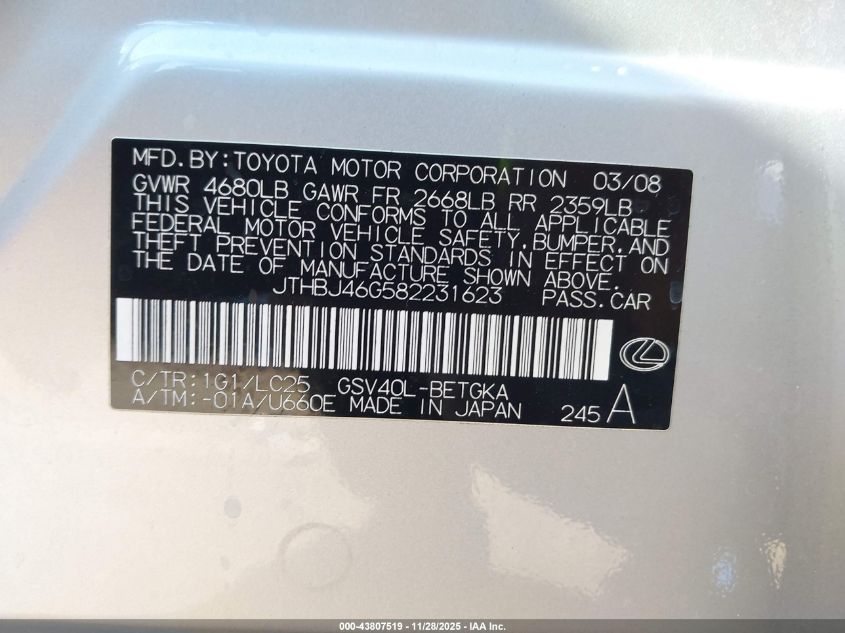 MFD.BY:TOYOTA MOTOR CORPORATION 03/08
GVWR 4680LB GAWR FR 2668LB RR 2359LB
THIS VEHICLE CONFORMS TO ALL APPLICABLE
FEDERAL MOTOR VEHICLE SAFETY,BUMPER,AND
THEFT PREVENTION STANDARDS IN EFFECT ON
THE DATE OF MANUFACTURE SHOWN ABOVE.
JTHBJ46G582231623 PASS.CAR
C/TR:1G1/LC25 GSV40L-BETGKA
A/TM:-01A/U660E MADE IN JAPAN 245 A
000-43807519 - 11/28/2025 - IAA Inc.